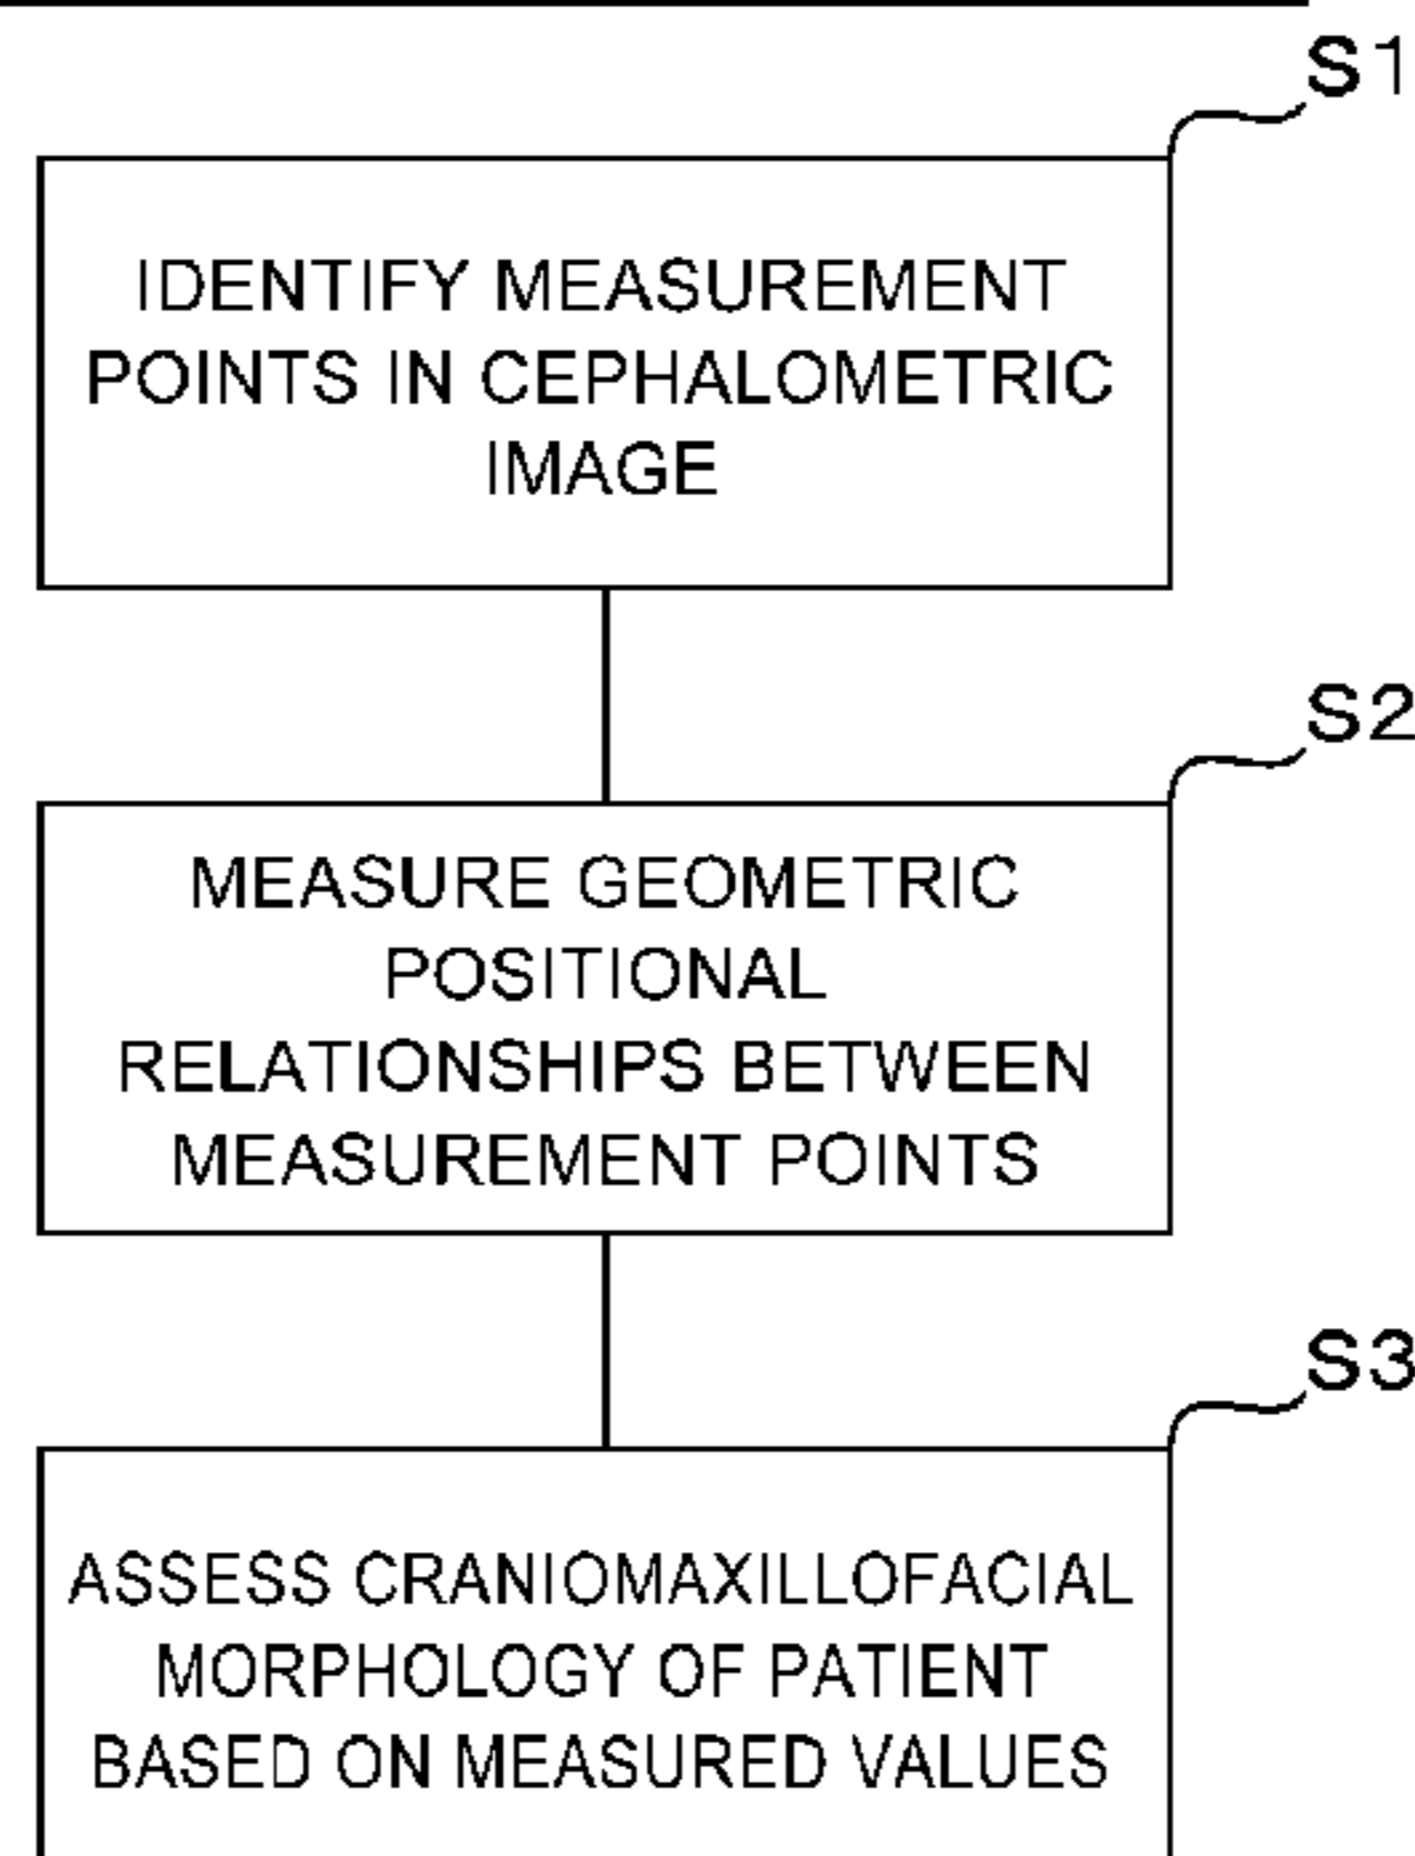 S1
IDENTIFY MEASUREMENT
POINTS IN CEPHALOMETRIC
IMAGE
S2
MEASURE GEOMETRIC
POSITIONAL
RELATIONSHIPS BETWEEN
MEASUREMENT POINTS
S3
ASSESS CRANIOMAXILLOFACIAL
MORPHOLOGY OF PATIENT
BASED ON MEASURED VALUES